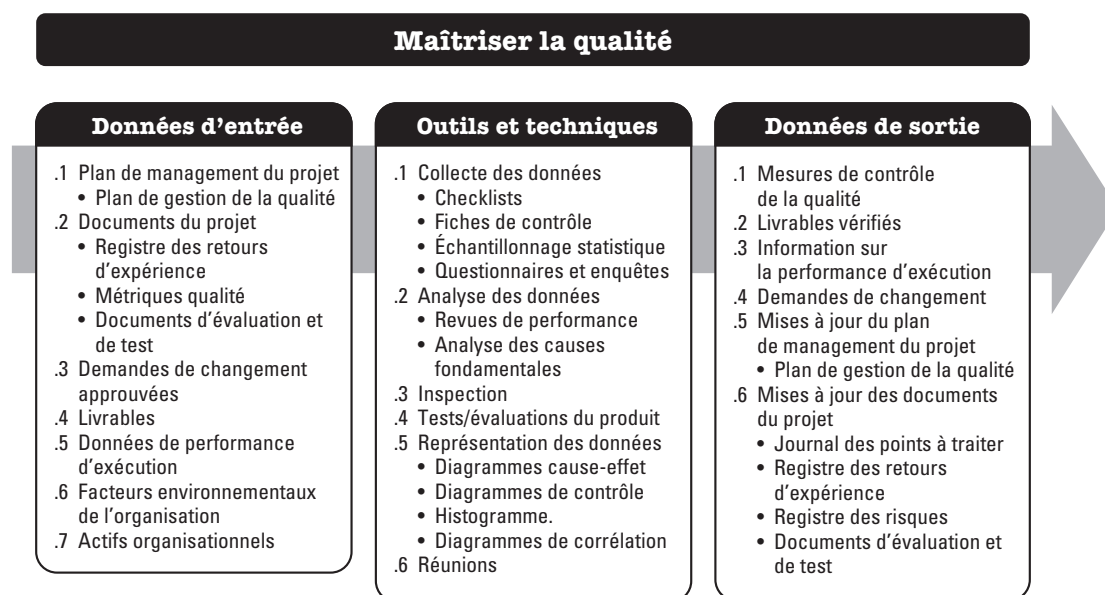 Maîtriser la qualité
Données d'entrée
.1 Plan de management du projet
• Plan de gestion de la qualité
.2 Documents du projet
• Registre des retours
d'expérience
• Métriques qualité
• Documents d'évaluation et
de test
.3 Demandes de changement
approuvées
.4 Livrables
.5 Données de performance
d'exécution
.6 Facteurs environnementaux
de l'organisation
.7 Actifs organisationnels
Outils et techniques
.1 Collecte des données
• Checklists
• Fiches de contrôle
• Échantillonnage statistique
• Questionnaires et enquêtes
.2 Analyse des données
• Revues de performance
• Analyse des causes
fondamentales
.3 Inspection
.4 Tests/évaluations du produit
.5 Représentation des données
• Diagrammes cause-effet
• Diagrammes de contrôle
• Histogramme.
• Diagrammes de corrélation
.6 Réunions
Données de sortie
.1 Mesures de contrôle
de la qualité
.2 Livrables vérifiés
.3 Information sur
la performance d'exécution
.4 Demandes de changement
.5 Mises à jour du plan
de management du projet
• Plan de gestion de la qualité
.6 Mises à jour des documents
du projet
• Journal des points à traiter
• Registre des retours
d'expérience
• Registre des risques
• Documents d'évaluation et
de test